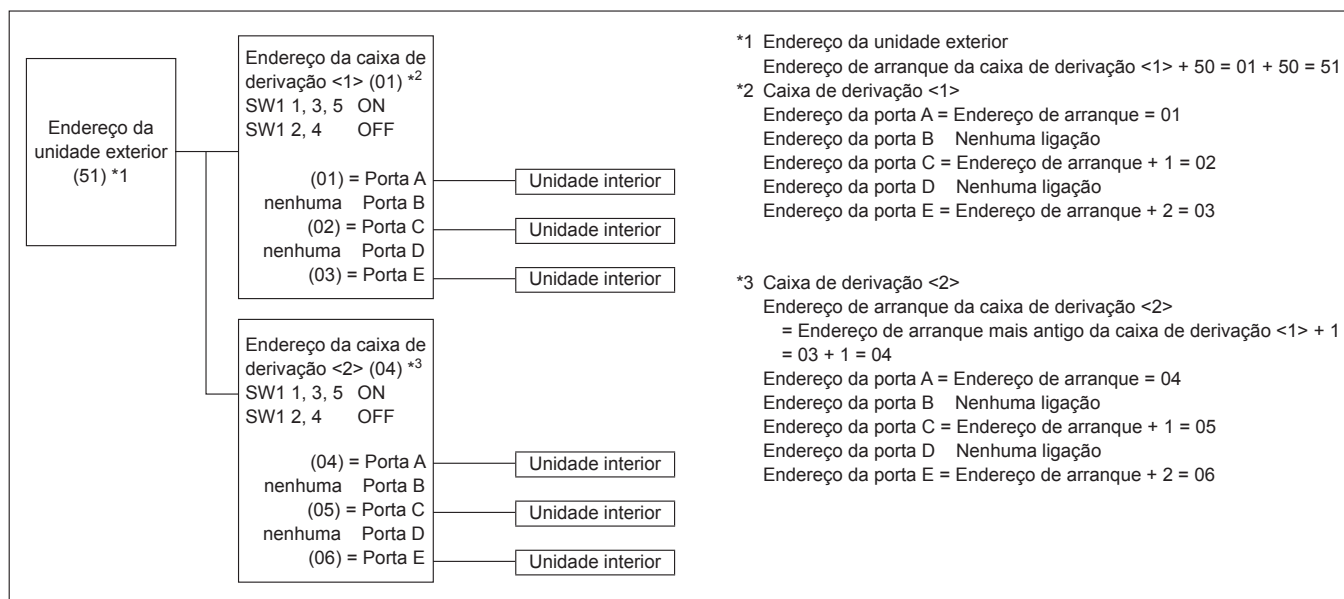 Endereço da
unidade exterior
(51) *1
Endereço da caixa de
derivação <1> (01) *2
SW1 1, 3, 5 ON
SW1 2, 4 OFF
(01) = Porta A
nenhuma Porta B
(02) = Porta C
nenhuma Porta D
(03) = Porta E
Unidade interior
Unidade interior
Unidade interior
Endereço da caixa de
derivação <2> (04) *3
SW1 1, 3, 5 ON
SW1 2, 4 OFF
(04) = Porta A
nenhuma Porta B
(05) = Porta C
nenhuma Porta D
(06) = Porta E
Unidade interior
Unidade interior
Unidade interior
*1 Endereço da unidade exterior
Endereço de arranque da caixa de derivação <1> + 50 = 01 + 50 = 51
*2 Caixa de derivação <1>
Endereço da porta A = Endereço de arranque = 01
Endereço da porta B Nenhuma ligação
Endereço da porta C = Endereço de arranque + 1 = 02
Endereço da porta D Nenhuma ligação
Endereço da porta E = Endereço de arranque + 2 = 03
*3 Caixa de derivação <2>
Endereço de arranque da caixa de derivação <2>
= Endereço de arranque mais antigo da caixa de derivação <1> + 1
= 03 + 1 = 04
Endereço da porta A = Endereço de arranque = 04
Endereço da porta B Nenhuma ligação
Endereço da porta C = Endereço de arranque + 1 = 05
Endereço da porta D Nenhuma ligação
Endereço da porta E = Endereço de arranque + 2 = 06